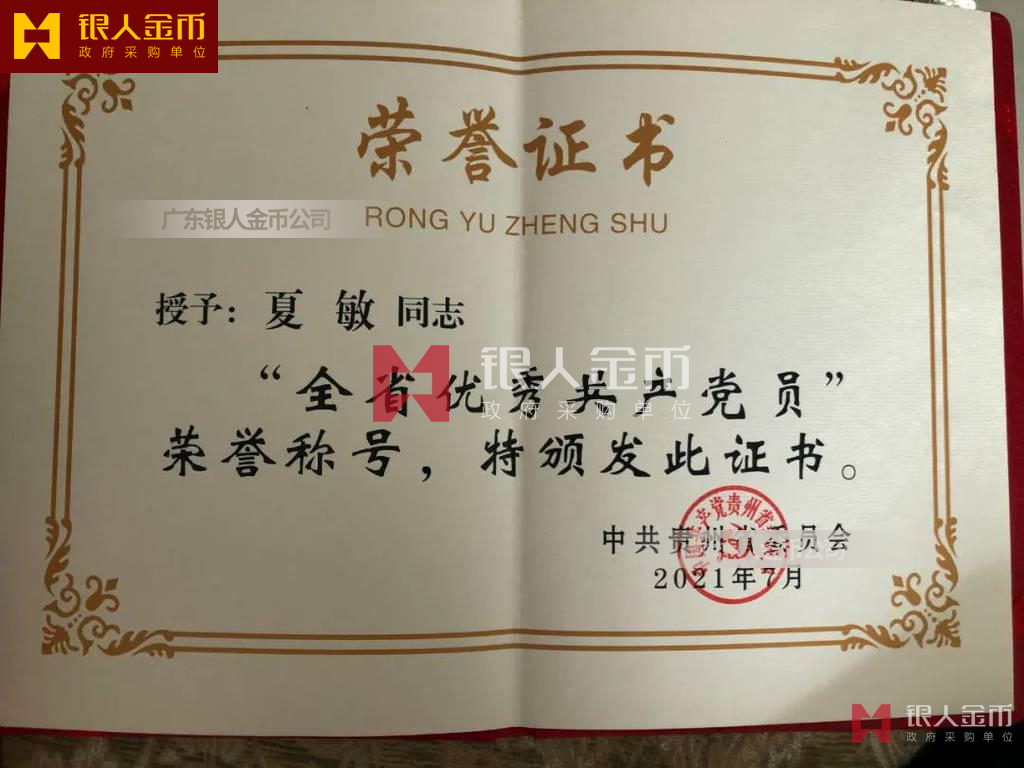 银人金币
政府采购单位
荣誉证书
广东银人金币公司
RONG YU ZHENG SHU
授予：夏 敏 同志
银人金币
“全省优秀共产党员”
政府采购单位
荣誉称号，特颁发此证书。
中共贵州省委员会
2021年7月
银人金币
政府采购单位